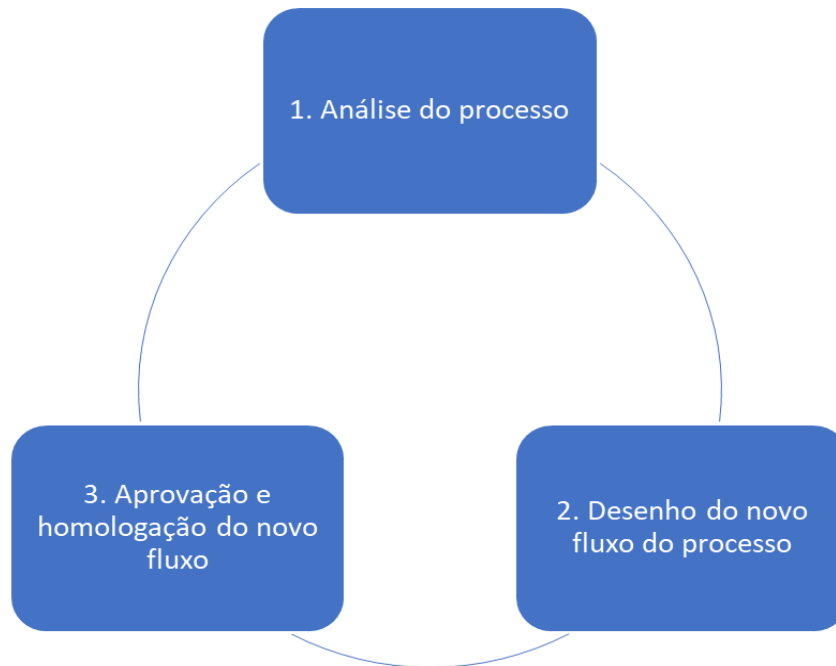 1. Análise do processo
2. Desenho do novo
fluxo do processo
3. Aprovação e
homologação do novo
fluxo